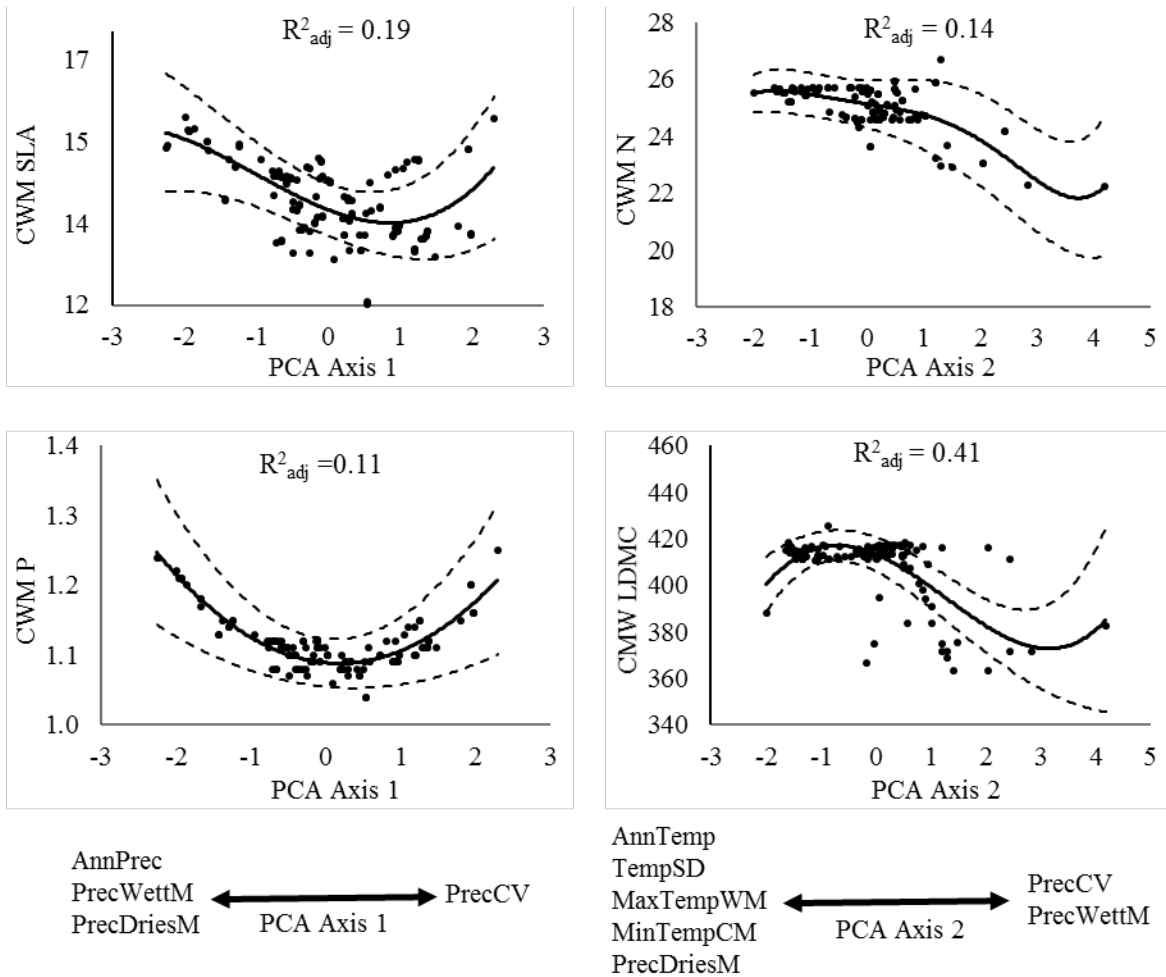 R²adj = 0.19
17
15
14
12
CWM SLA
-3 -2 -1 0 1 2 3
PCA Axis 1
R²adj = 0.14
28
26
24
22
20
18
CWM N
-3 -2 -1 0 1 2 3 4 5
PCA Axis 2
R²adj =0.11
1.4
1.3
1.2
1.1
1.0
CWM P
-3 -2 -1 0 1 2 3
PCA Axis 1
R²adj = 0.41
460
440
420
400
380
360
340
CMW LDMC
-3 -2 -1 0 1 2 3 4 5
PCA Axis 2
AnnPrec
PrecWettM
PrecDriesM
PCA Axis 1
PrecCV
AnnTemp
TempSD
MaxTempWM
MinTempCM
PrecDriesM
PCA Axis 2
PrecCV
PrecWettM